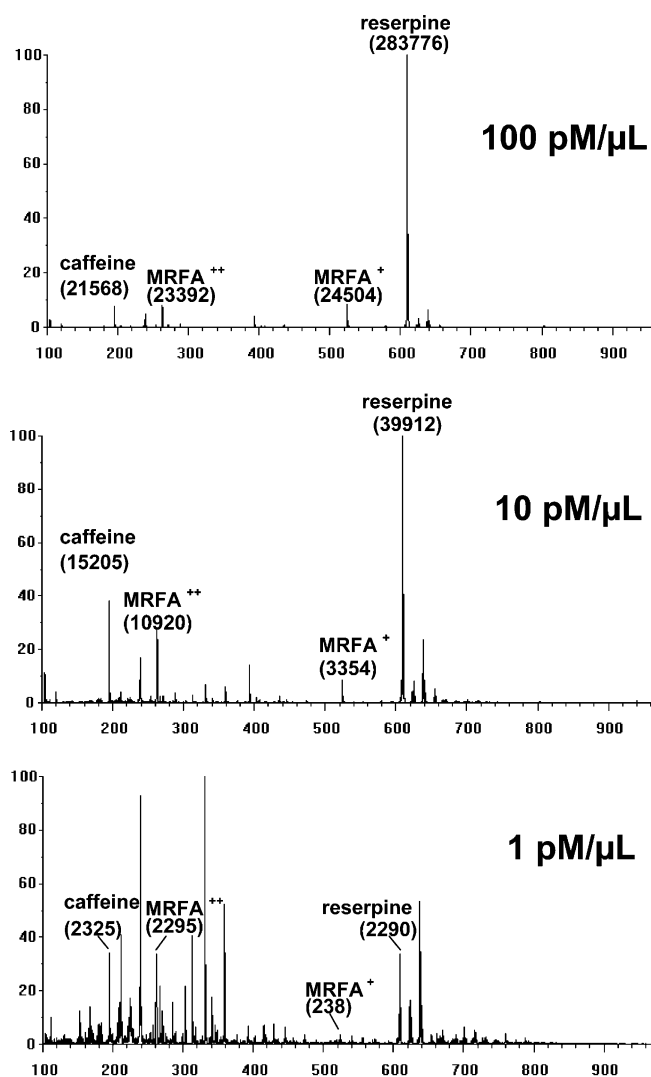 reserpine
(283776)
100 pM/µL
100
80
60
40
20
0
caffeine
(21568)
MRFA ++
(23392)
MRFA +
(24504)
100 200 300 400 500 600 700 800 900
reserpine
(39912)
10 pM/µL
100
80
60
40
20
0
caffeine
(15205)
MRFA ++
(10920)
MRFA +
(3354)
100 200 300 400 500 600 700 800 900
1 pM/µL
100
80
60
40
20
0
caffeine
(2325)
MRFA ++
(2295)
reserpine
(2290)
MRFA +
(238)
100 200 300 400 500 600 700 800 900